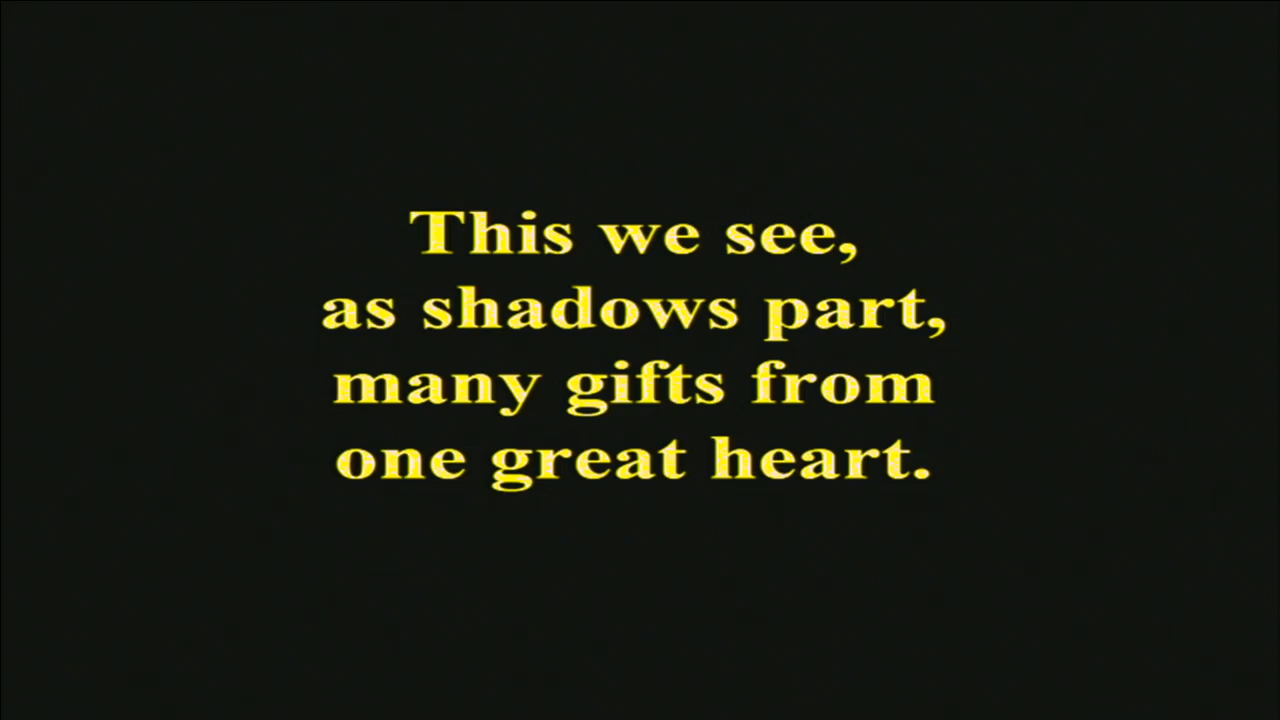 This we see,
as shadows part,
many gifts from
one great heart.